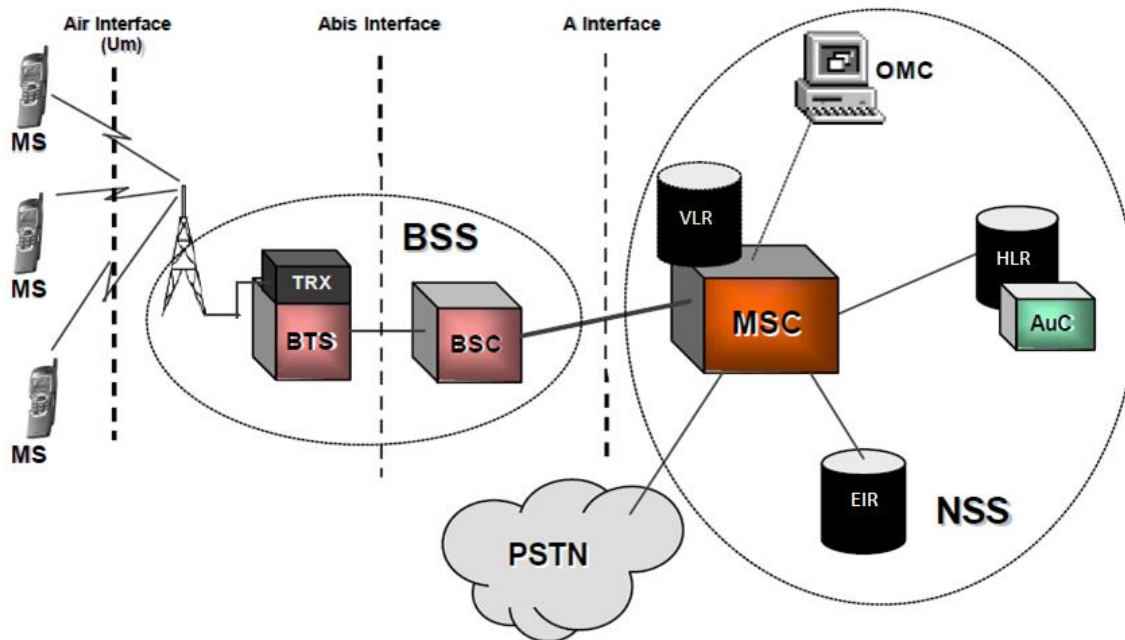 Air Interface
(Um)
Abis Interface
A Interface
MS
OMC
VLR
BSS
HLR
MS
TRX
MSC
AuC
BTS
BSC
MS
EIR
NSS
PSTN